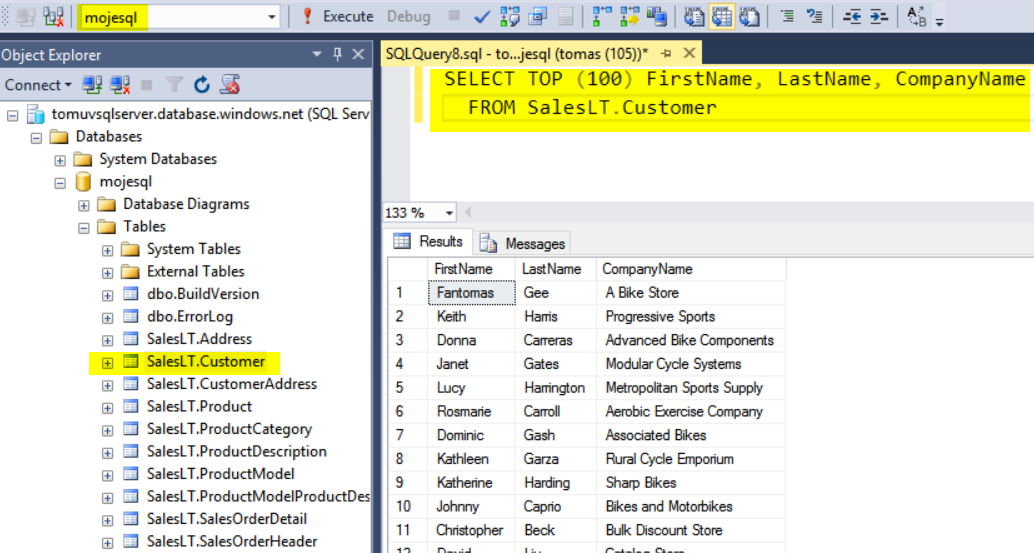 mojesql Execute Debug
Object Explorer
Connect
tomuvsqlserver.database.windows.net (SQL Serv
Databases
System Databases
mojesql
Database Diagrams
Tables
System Tables
External Tables
dbo.BuildVersion
dbo.ErrorLog
SalesLT.Address
SalesLT.Customer
SalesLT.CustomerAddress
SalesLT.Product
SalesLT.ProductCategory
SalesLT.ProductDescription
SalesLT.ProductModel
SalesLT.ProductModelProductDes
SalesLT.SalesOrderDetail
SalesLT.SalesOrderHeader
SQLQuery8.sql - to...jesql (tomas (105))*
SELECT TOP (100) FirstName, LastName, CompanyName
FROM SalesLT.Customer
133 %
Results Messages
FirstName LastName CompanyName
1 Fantomas Gee A Bike Store
2 Keith Harris Progressive Sports
3 Donna Carreras Advanced Bike Components
4 Janet Gates Modular Cycle Systems
5 Lucy Harrington Metropolitan Sports Supply
6 Rosmarie Carroll Aerobic Exercise Company
7 Dominic Gash Associated Bikes
8 Kathleen Garza Rural Cycle Emporium
9 Katherine Harding Sharp Bikes
10 Johnny Caprio Bikes and Motorbikes
11 Christopher Beck Bulk Discount Store
12 David Liu Catalog Store